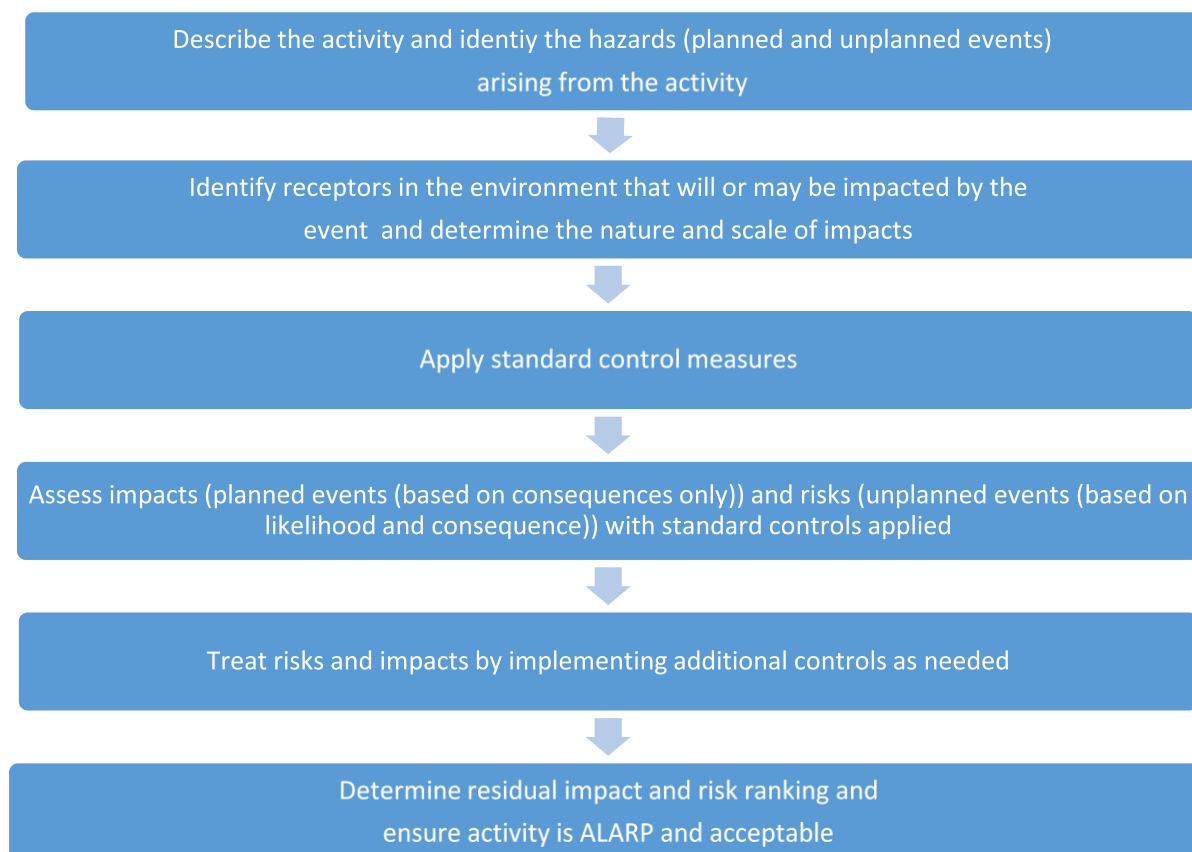 Describe the activity and identiy the hazards (planned and unplanned events)
arising from the activity
Identify receptors in the environment that will or may be impacted by the
event  and determine the nature and scale of impacts
Apply standard control measures
Assess impacts (planned events (based on consequences only)) and risks (unplanned events (based on
likelihood and consequence)) with standard controls applied
Treat risks and impacts by implementing additional controls as needed
Determine residual impact and risk ranking and
ensure activity is ALARP and acceptable